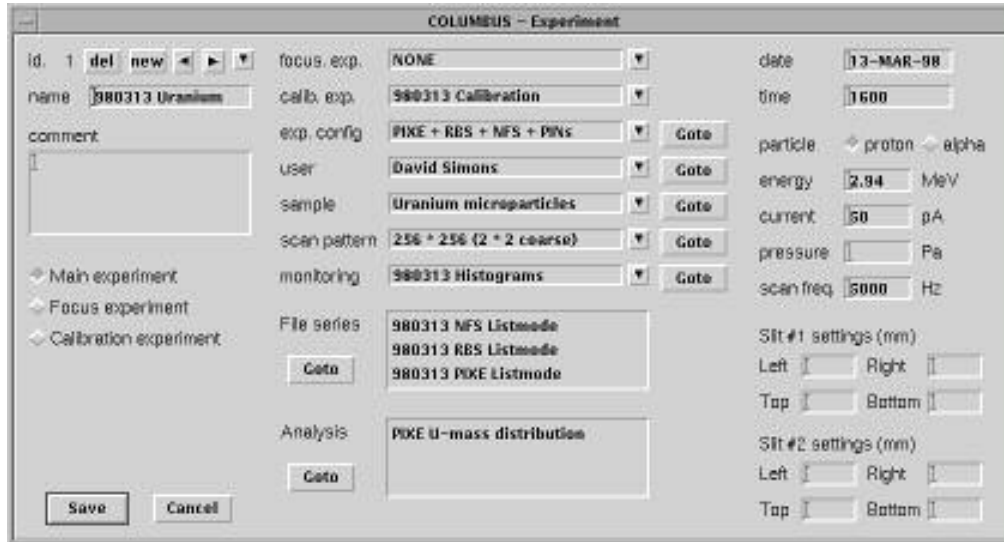 COLUMBUS - Experiment
id. 1 del new
name 980313 Uranium
comment
Main experiment
Focus experiment
Calibration experiment
Save Cancel
focus. exp. NONE
calib. exp. 980313 Calibration
exp. config PIXE + RBS + NFS + PINs Goto
user David Simons Goto
sample Uranium microparticles Goto
scan pattern 256 * 256 (2 * 2 coarse) Goto
monitoring 980313 Histograms Goto
File series 980313 NFS Listmode
980313 RBS Listmode
Goto 980313 PIXE Listmode
Analysis PIXE U-mass distribution
Goto
date 13-MAR-98
time 1600
particle proton alpha
energy 2.94 MeV
current 50 pA
pressure Pa
scan freq. 5000 Hz
Slit #1 settings (mm)
Left Right
Top Bottom
Slit #2 settings (mm)
Left Right
Top Bottom